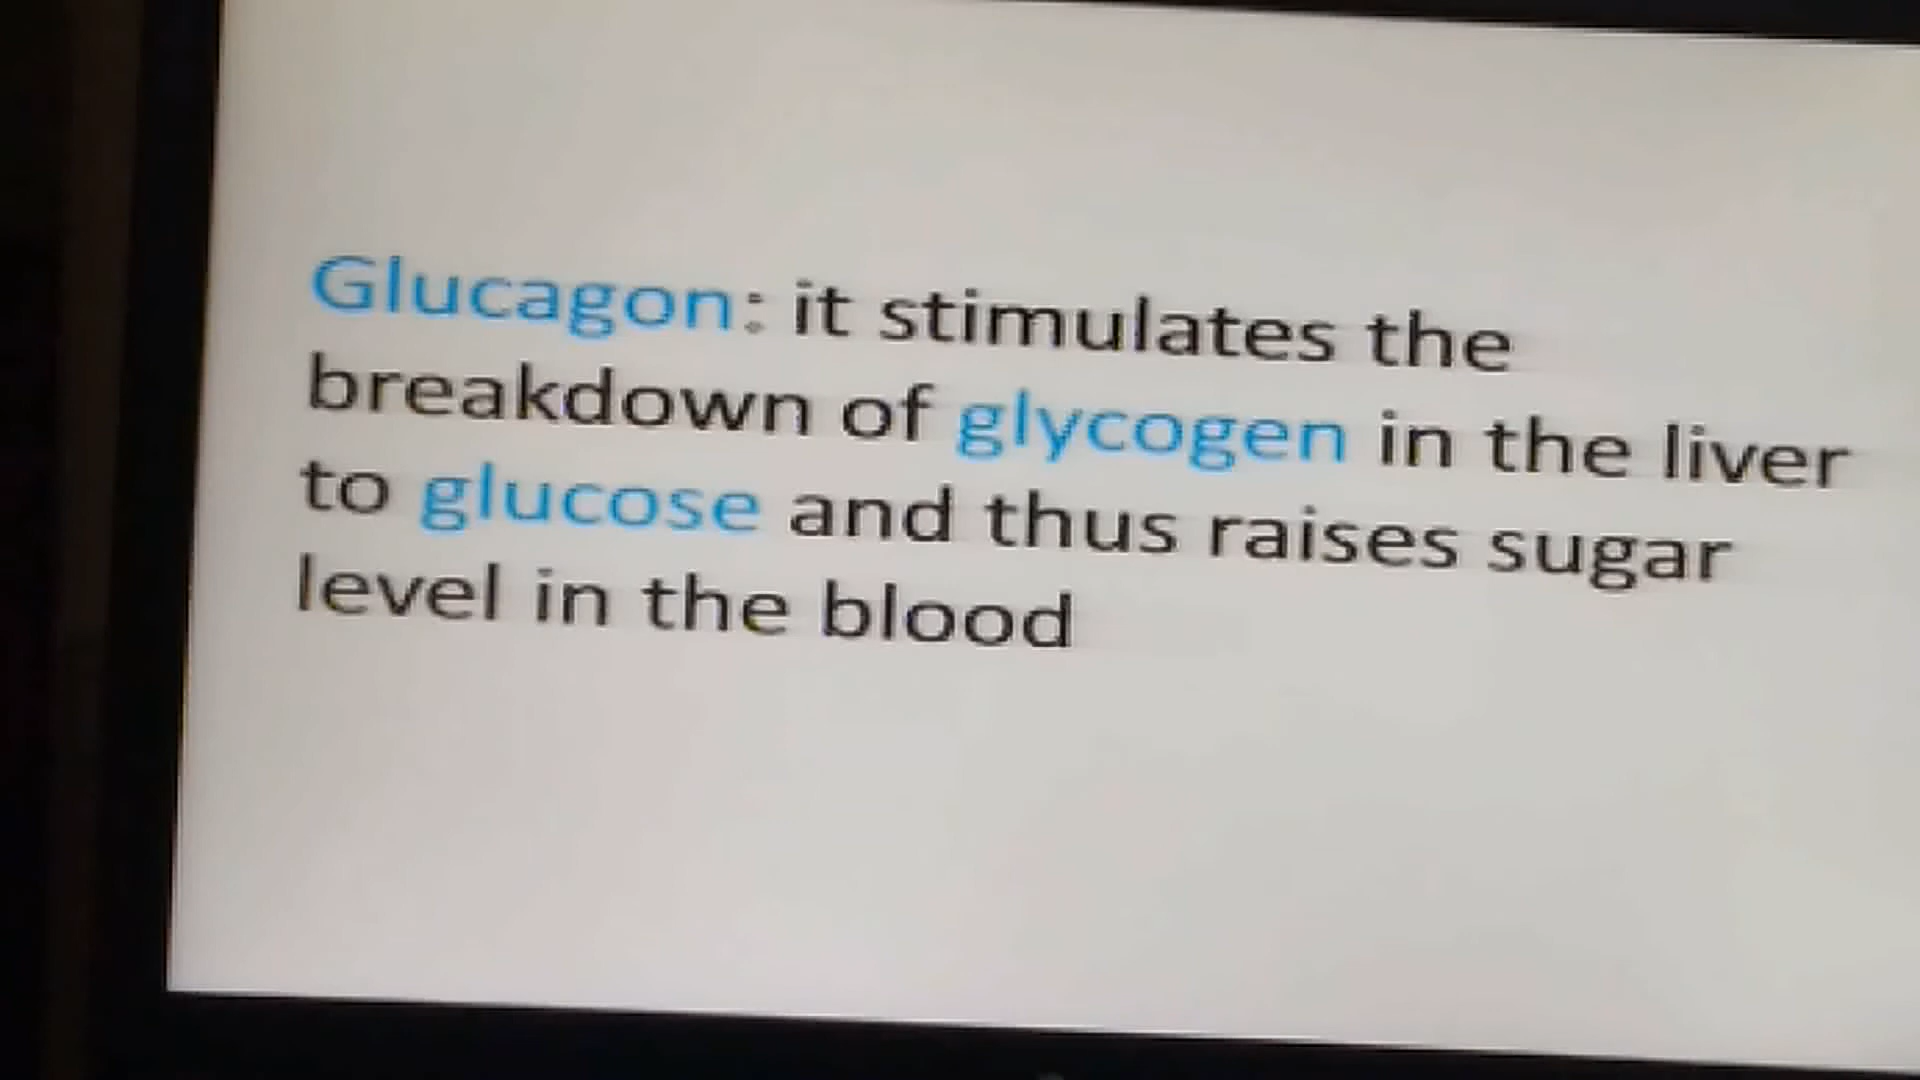 Glucagon: it stimulates the
breakdown of glycogen in the liver
to glucose and thus raises sugar
level in the blood